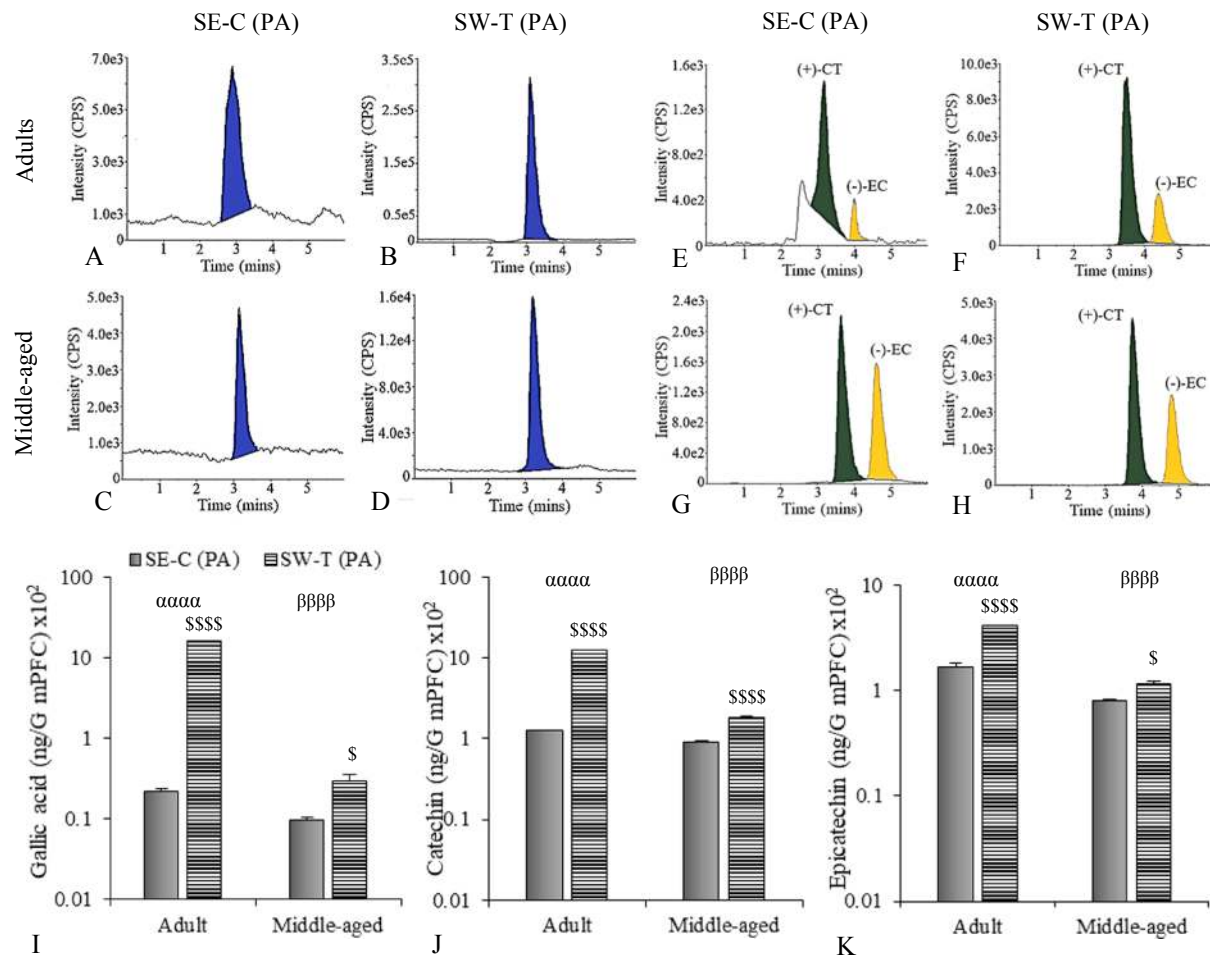 SE-C (PA) SW-T (PA) SE-C (PA) SW-T (PA)
Adults
Intensity (CPS)
7.0e3
5.0e3
3.0e3
1.0e3
0
1 2 3 4 5
Time (mins)
A
Intensity (CPS)
3.5e5
2.5e5
1.5e5
0.5e5
0
1 2 3 4 5
Time (mins)
B
Intensity (CPS)
1.6e3
1.2e3
8.0e2
4.0e2
0
(+)-CT
(-)-EC
1 2 3 4 5
Time (mins)
E
Intensity (CPS)
10.0e3
8.0e3
6.0e3
4.0e3
2.0e3
0.0
(+)-CT
(-)-EC
1 2 3 4 5
Time (mins)
F
Middle-aged
Intensity (CPS)
5.0e3
4.0e3
3.0e3
2.0e3
1.0e3
0
1 2 3 4 5
Time (mins)
C
Intensity (CPS)
1.6e4
1.2e4
8.0e3
4.0e3
0
1 2 3 4 5
Time (mins)
D
Intensity (CPS)
2.4e3
2.0e3
1.6e3
1.2e3
8.0e2
4.0e2
0
(+)-CT
(-)-EC
1 2 3 4 5
Time (mins)
G
Intensity (CPS)
5.0e3
4.0e3
3.0e3
2.0e3
1.0e3
0.0
(+)-CT
(-)-EC
1 2 3 4 5
Time (mins)
H
SE-C (PA) SW-T (PA)
Gallic acid (ng/G mPFC) x10²
100
10
1
0.1
0.01
αααα
$$$$
ββββ
$
Adult Middle-aged
I
Catechin (ng/G mPFC) x10²
100
10
1
0.1
0.01
αααα
$$$$
ββββ
$$$$
Adult Middle-aged
J
Epicatechin (ng/G mPFC) x10²
10
1
0.1
0.01
αααα
$$$$
ββββ
$
Adult Middle-aged
K